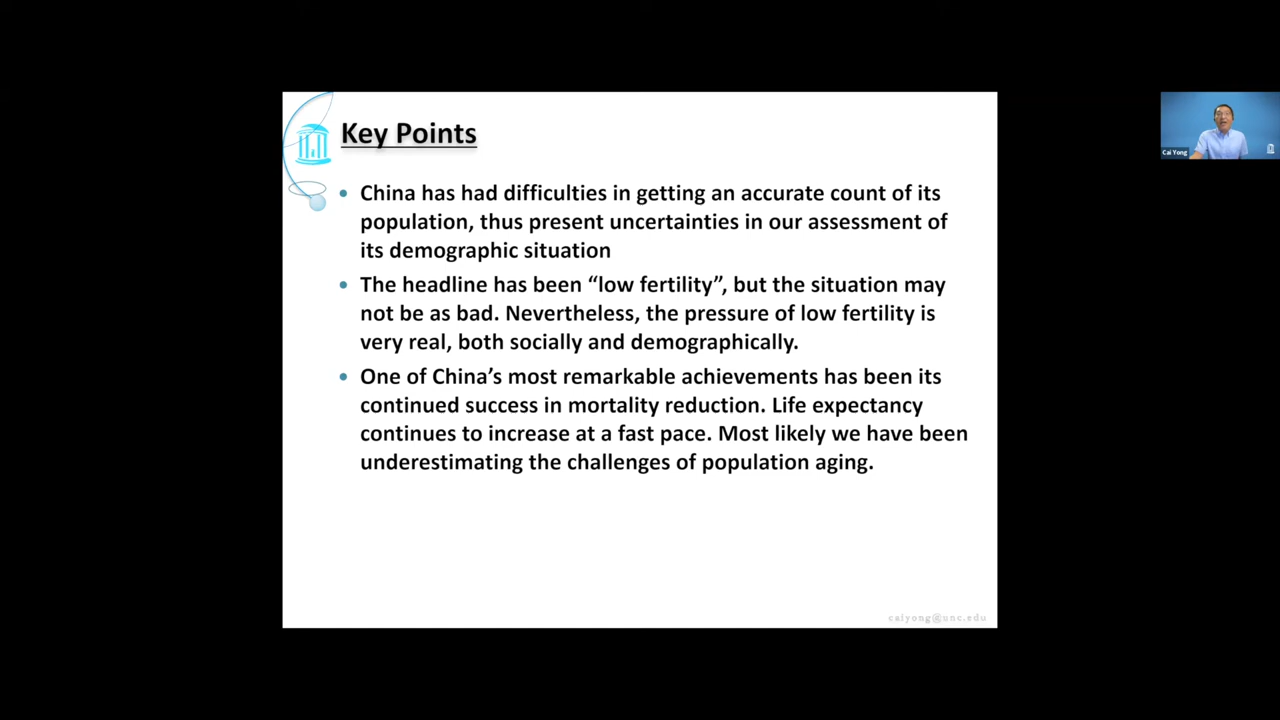 Key Points
• China has had difficulties in getting an accurate count of its
population, thus present uncertainties in our assessment of
its demographic situation
• The headline has been “low fertility”, but the situation may
not be as bad. Nevertheless, the pressure of low fertility is
very real, both socially and demographically.
• One of China’s most remarkable achievements has been its
continued success in mortality reduction. Life expectancy
continues to increase at a fast pace. Most likely we have been
underestimating the challenges of population aging.
caiyong@unc.edu
Cai Yong